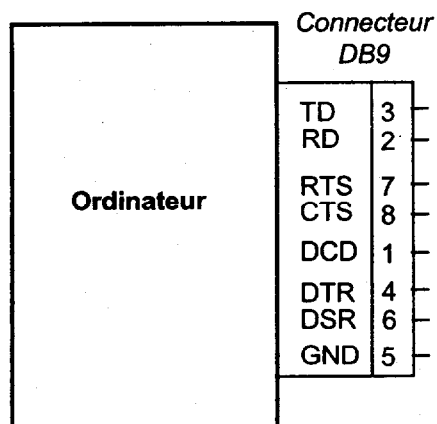 Connecteur
DB9
TD 3
RD 2
RTS 7
Ordinateur
CTS 8
DCD 1
DTR 4
DSR 6
GND 5